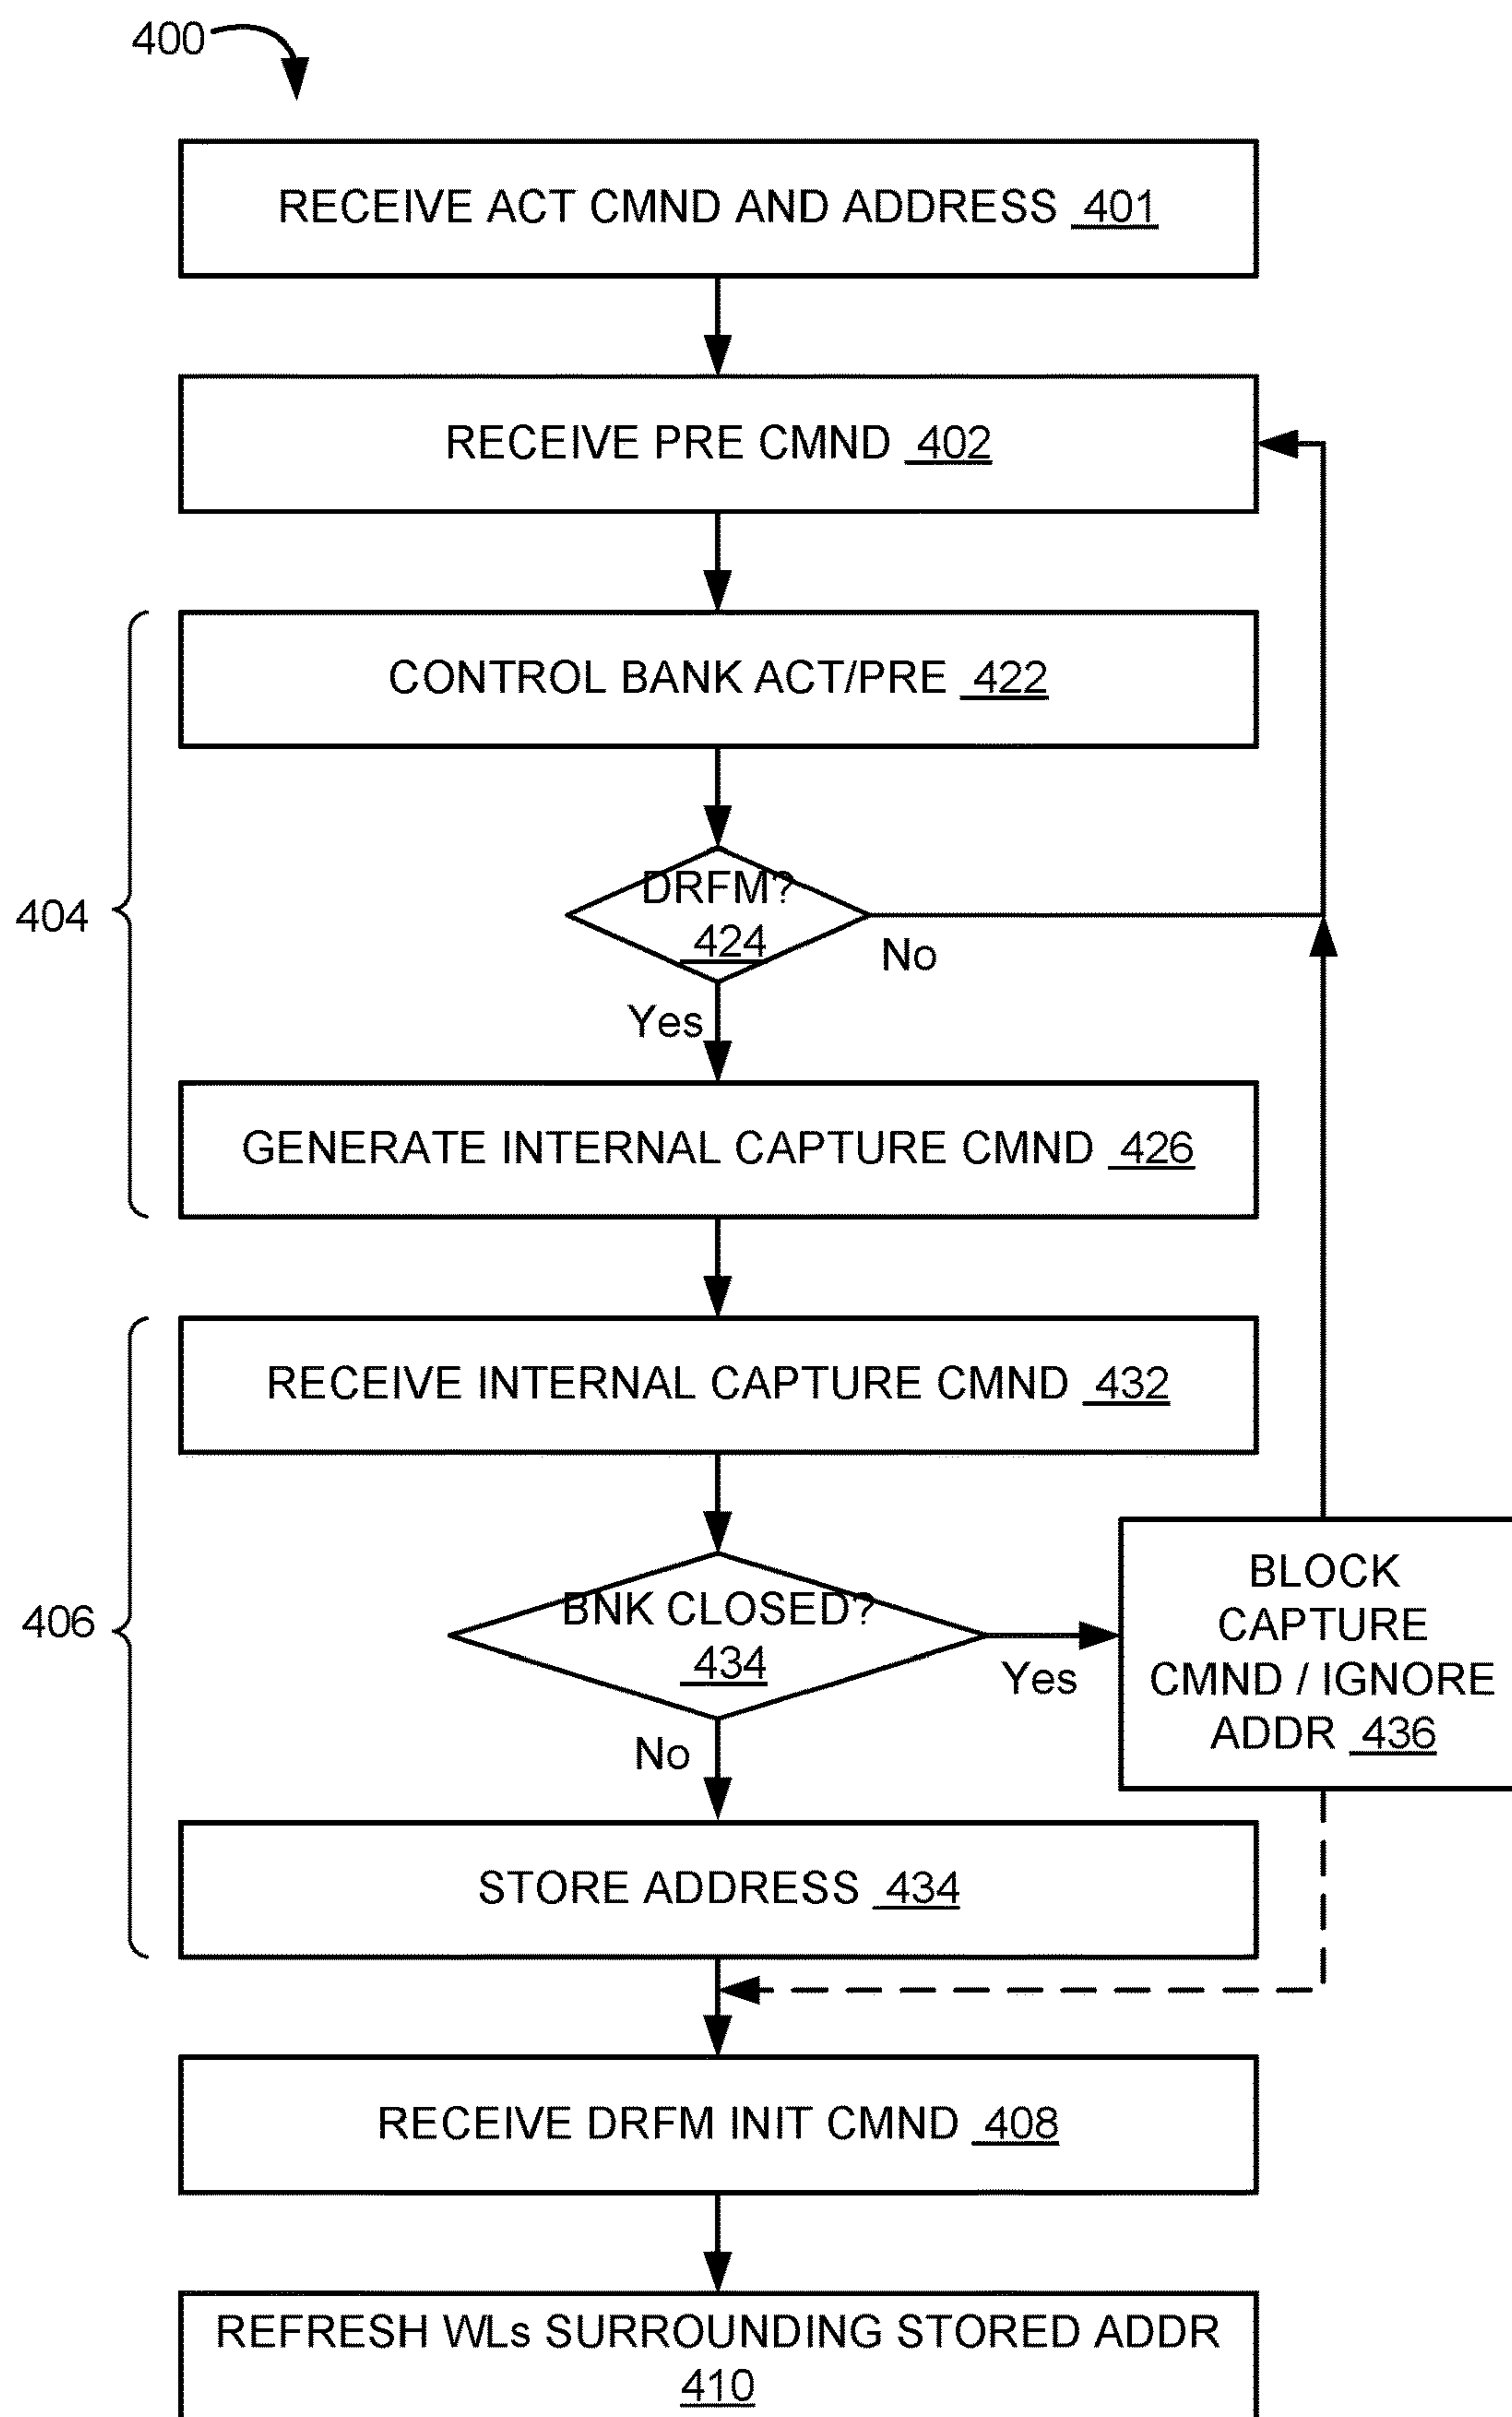 400
RECEIVE ACT CMND AND ADDRESS 401
RECEIVE PRE CMND 402
CONTROL BANK ACT/PRE 422
DRFM?
424
No
404
Yes
GENERATE INTERNAL CAPTURE CMND 426
RECEIVE INTERNAL CAPTURE CMND 432
BNK CLOSED?
434
Yes
406
BLOCK
CAPTURE
CMND / IGNORE
ADDR 436
No
STORE ADDRESS 434
RECEIVE DRFM INIT CMND 408
REFRESH WLs SURROUNDING STORED ADDR
410